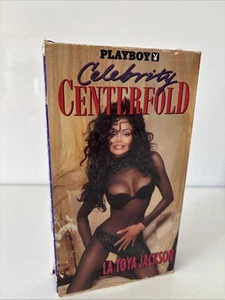 PLAYBOY
Celebrity
CENTERFOLD
LA TOYA JACKSON